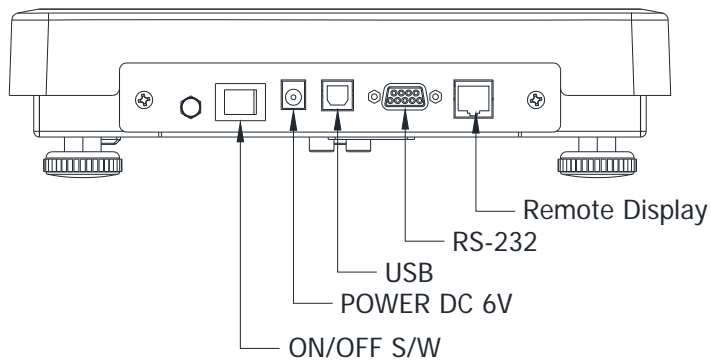 Remote Display
RS-232
USB
POWER DC 6V
ON/OFF S/W